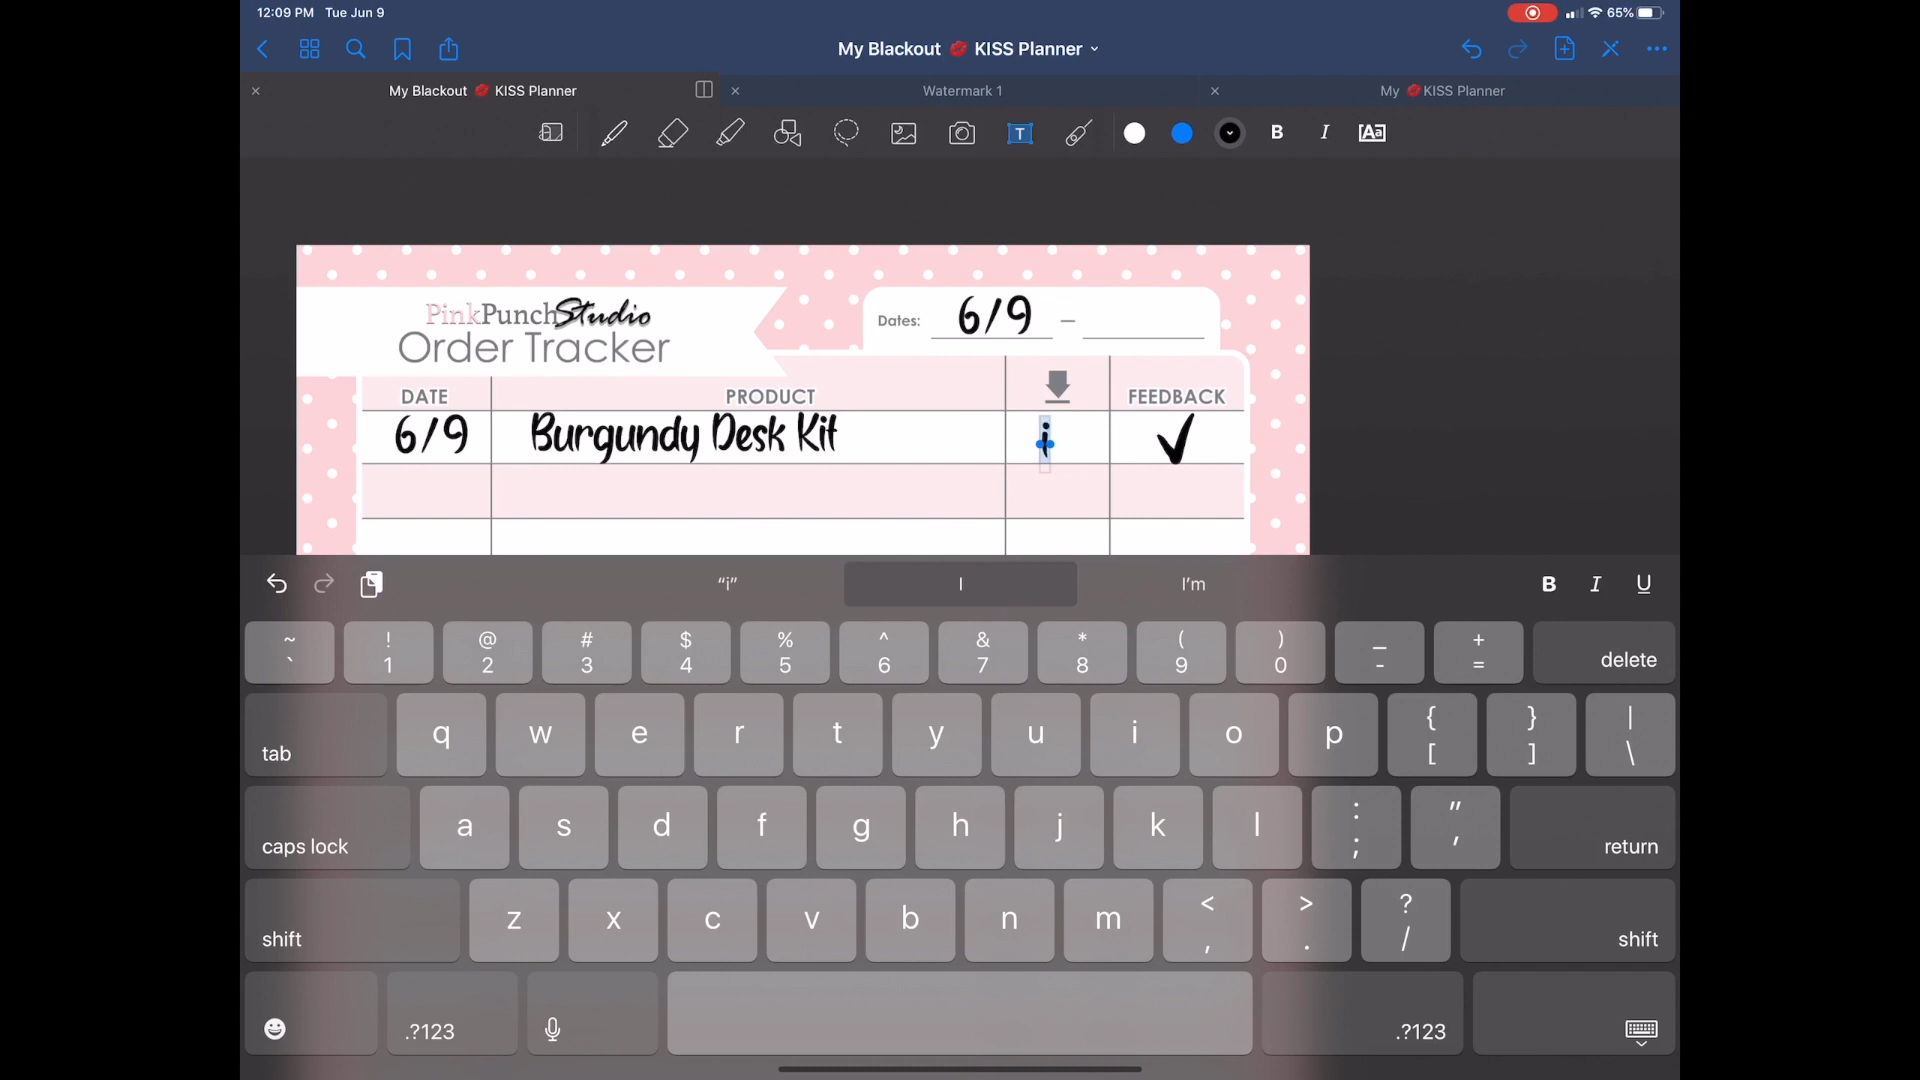 12:09 PM Tue Jun 9 65%
My Blackout 💋 KISS Planner
My Blackout 💋 KISS Planner Watermark 1 My 💋KISS Planner
T B I Aa
PinkPunchStudio
Order Tracker
Dates: 6/9 –
DATE PRODUCT FEEDBACK
6/9 Burgundy Desk Kit i ✓
“i” I I'm B I U
~ ! @ # $ % ^ & * ( ) _ +
` 1 2 3 4 5 6 7 8 9 0 - = delete
tab q w e r t y u i o p { [ } ] | \
caps lock a s d f g h j k l : ; " ' return
shift z x c v b n m < , > . ? / shift
.?123 .?123